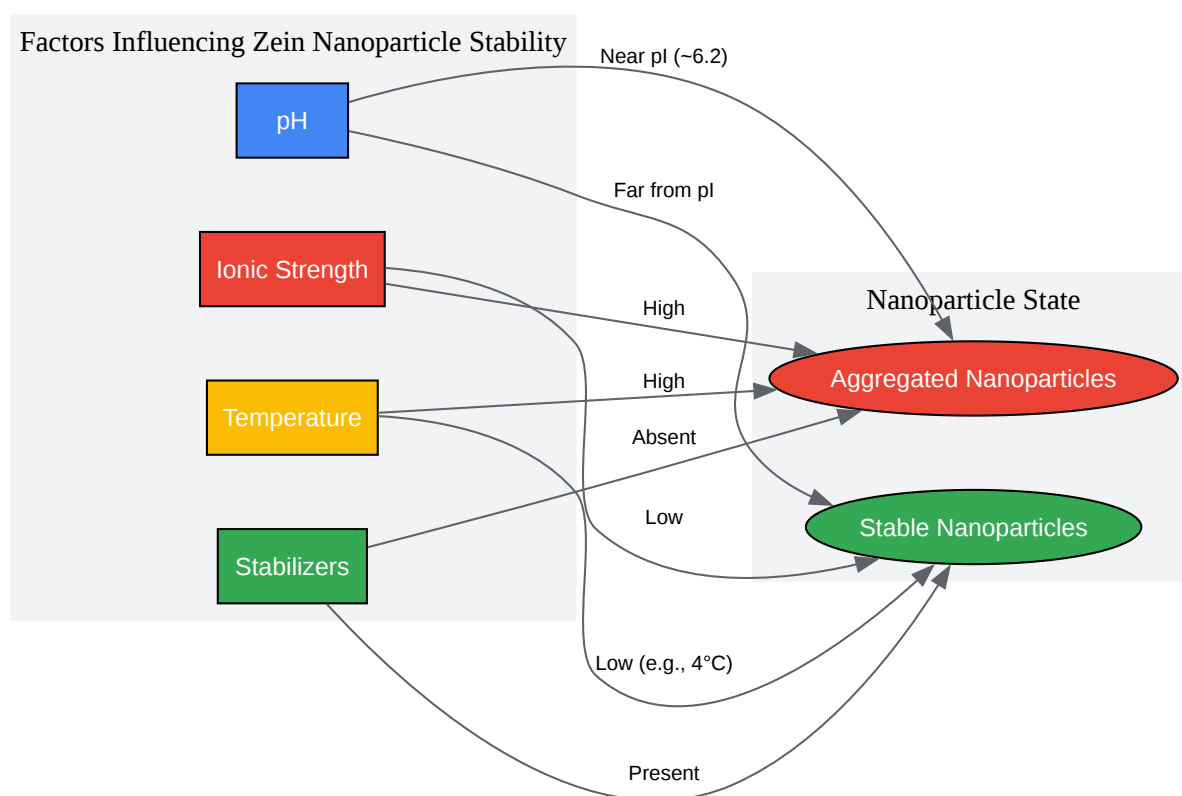 Factors Influencing Zein Nanoparticle Stability
pH
Ionic Strength
Temperature
Stabilizers
Near pI (~6.2)
Far from pI
High
High
Absent
Low
Low (e.g., 4°C)
Present
Nanoparticle State
Aggregated Nanoparticles
Stable Nanoparticles